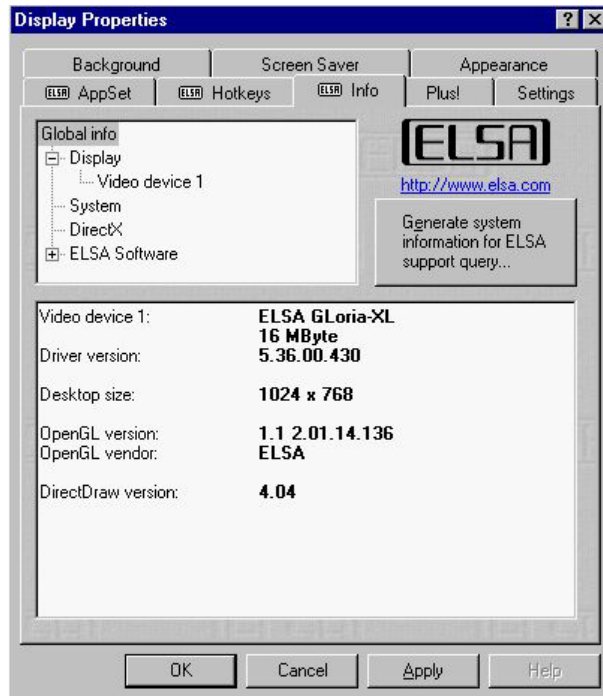 Display Properties
Background Screen Saver Appearance
ELSA AppSet ELSA Hotkeys ELSA Info Plus! Settings
Global info
Display
Video device 1
System
DirectX
ELSA Software
ELSA
http://www.elsa.com
Generate system
information for ELSA
support query...
Video device 1: ELSA GLoria-XL
16 MByte
Driver version: 5.36.00.430
Desktop size: 1024 x 768
OpenGL version: 1.1 2.01.14.136
OpenGL vendor: ELSA
DirectDraw version: 4.04
OK Cancel Apply Help